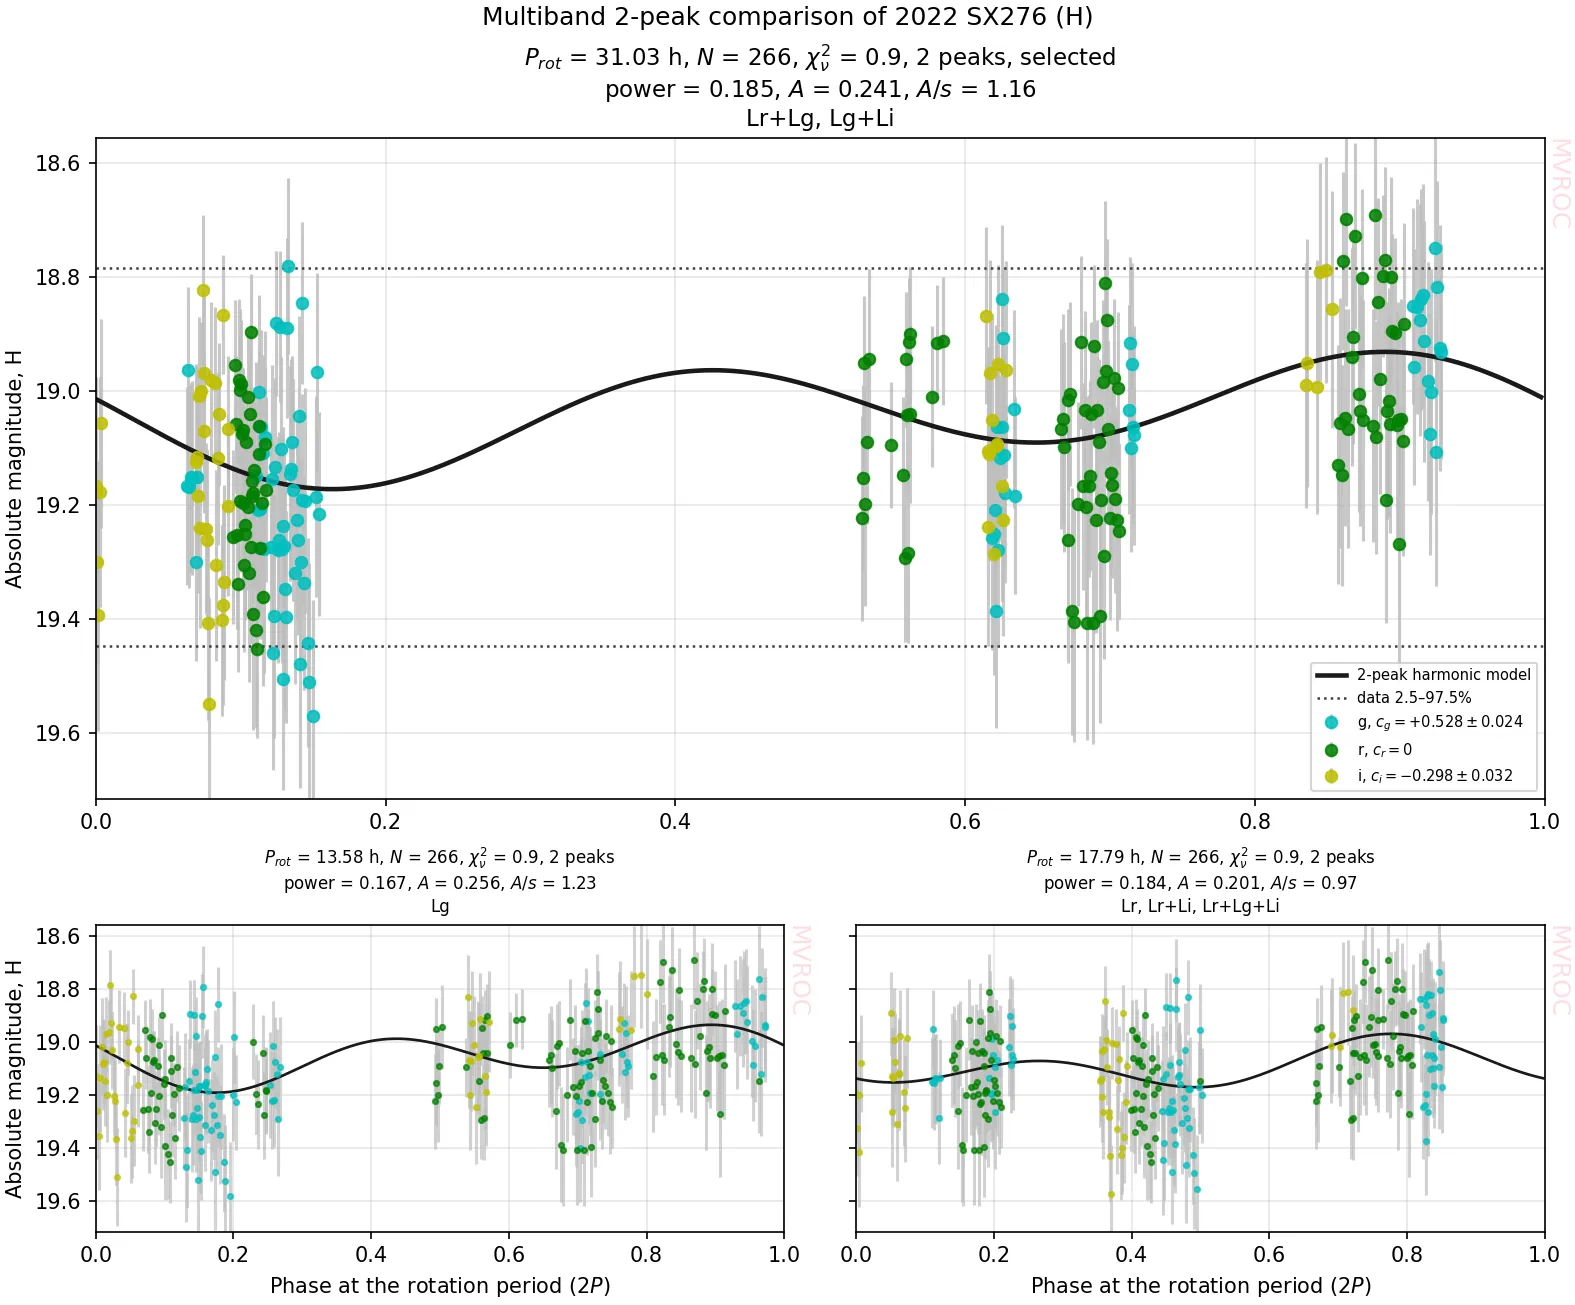 Multiband 2-peak comparison of 2022 SX276 (H)
P_rot = 31.03 h, N = 266, χ²_ν = 0.9, 2 peaks, selected
power = 0.185, A = 0.241, A/s = 1.16
Lr+Lg, Lg+Li
MVROC
Absolute magnitude, H
18.6
18.8
19.0
19.2
19.4
19.6
0.0 0.2 0.4 0.6 0.8 1.0
2-peak harmonic model
data 2.5–97.5%
g, c_g = +0.528 ± 0.024
r, c_r = 0
i, c_i = −0.298 ± 0.032
P_rot = 13.58 h, N = 266, χ²_ν = 0.9, 2 peaks
power = 0.167, A = 0.256, A/s = 1.23
Lg
MVROC
Absolute magnitude, H
18.6
18.8
19.0
19.2
19.4
19.6
0.0 0.2 0.4 0.6 0.8 1.0
Phase at the rotation period (2P)
P_rot = 17.79 h, N = 266, χ²_ν = 0.9, 2 peaks
power = 0.184, A = 0.201, A/s = 0.97
Lr, Lr+Li, Lr+Lg+Li
MVROC
0.0 0.2 0.4 0.6 0.8 1.0
Phase at the rotation period (2P)